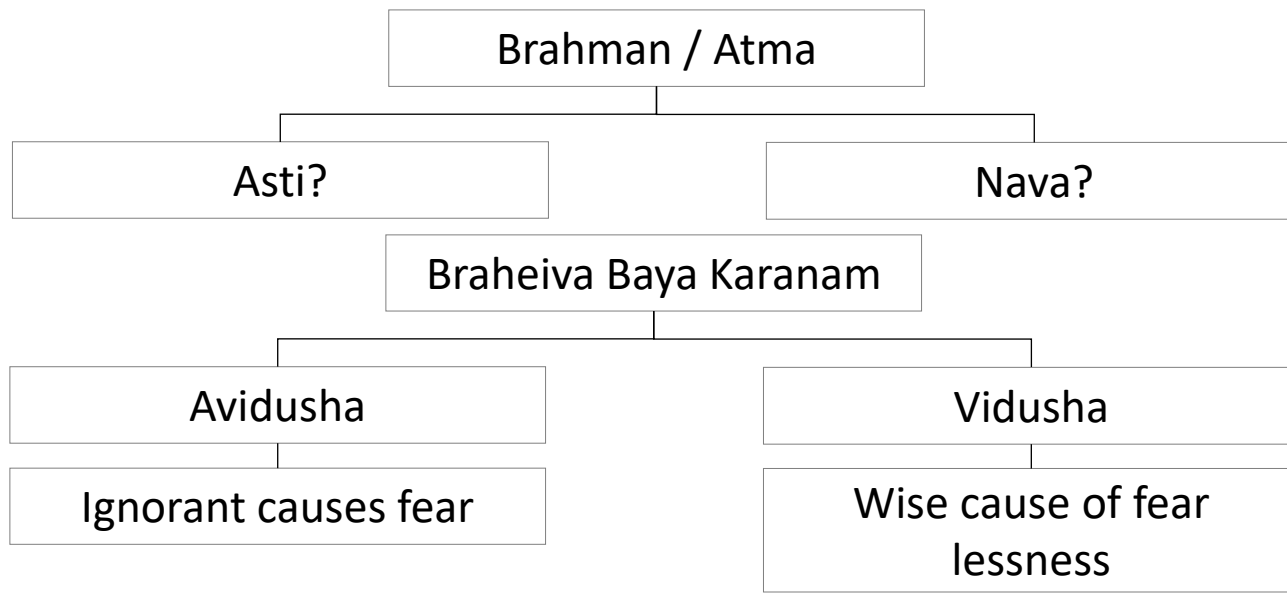 Brahman / Atma
Asti?
Nava?
Braheiva Baya Karanam
Avidusha
Vidusha
Ignorant causes fear
Wise cause of fear
lessness